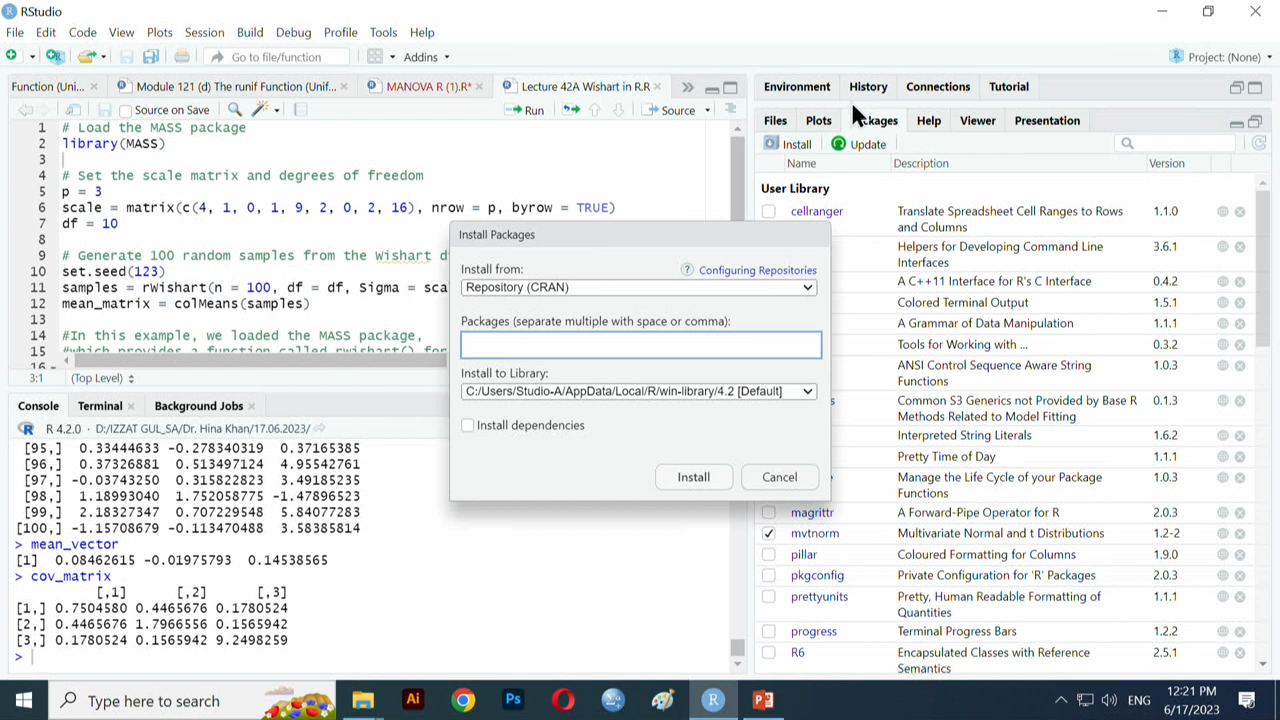 RStudio
File Edit Code View Plots Session Build Debug Profile Tools Help
Go to file/function
Addins
Project: (None)
Function (Uni...
Module 121 (d) The runif Function (Unif...
MANOVA R (1).R*
Lecture 42A Wishart in R.R
Source on Save
Run
Source
1 # Load the MASS package
2 library(MASS)
3
4 # Set the scale matrix and degrees of freedom
5 p = 3
6 scale = matrix(c(4, 1, 0, 1, 9, 2, 0, 2, 16), nrow = p, byrow = TRUE)
7 df = 10
8
9 # Generate 100 random samples from the Wishart d
10 set.seed(123)
11 samples = rWishart(n = 100, df = df, Sigma = sca
12 mean_matrix = colMeans(samples)
13
14 #In this example, we loaded the MASS package,
15 #which provides a function called rwishart() for
16
3:1 (Top Level)
Console Terminal Background Jobs
R 4.2.0 · D:/IZZAT GUL_SA/Dr. Hina Khan/17.06.2023/
[95,] 0.33444633 -0.278340319 0.37165385
[96,] 0.37326881 0.513497124 4.95542761
[97,] -0.03743250 0.315822823 3.49185235
[98,] 1.18993040 1.752058775 -1.47896523
[99,] 2.18327347 0.707229548 5.84077283
[100,] -1.15708679 -0.113470488 3.58385814
> mean_vector
[1] 0.08462615 -0.01975793 0.14538565
> cov_matrix
[,1] [,2] [,3]
[1,] 0.7504580 0.4465676 0.1780524
[2,] 0.4465676 1.7966556 0.1565942
[3,] 0.1780524 0.1565942 9.2498259
>
Install Packages
Install from:
? Configuring Repositories
Repository (CRAN)
Packages (separate multiple with space or comma):
Install to Library:
C:/Users/Studio-A/AppData/Local/R/win-library/4.2 [Default]
Install dependencies
Install Cancel
Environment History Connections Tutorial
Files Plots Help Viewer Presentation
Install Update
Name Description Version
User Library
cellranger Translate Spreadsheet Cell Ranges to Rows and Columns 1.1.0
Helpers for Developing Command Line Interfaces 3.6.1
A C++11 Interface for R's C Interface 0.4.2
Colored Terminal Output 1.5.1
A Grammar of Data Manipulation 1.1.1
Tools for Working with ... 0.3.2
ANSI Control Sequence Aware String Functions 1.0.3
Common S3 Generics not Provided by Base R Methods Related to Model Fitting 0.1.3
Interpreted String Literals 1.6.2
Pretty Time of Day 1.1.1
Manage the Life Cycle of your Package Functions 1.0.3
magrittr A Forward-Pipe Operator for R 2.0.3
mvtnorm Multivariate Normal and t Distributions 1.2-2
pillar Coloured Formatting for Columns 1.9.0
pkgconfig Private Configuration for 'R' Packages 2.0.3
prettyunits Pretty, Human Readable Formatting of Quantities 1.1.1
progress Terminal Progress Bars 1.2.2
R6 Encapsulated Classes with Reference Semantics 2.5.1
Type here to search
Ai
Ps
R
ENG
12:21 PM
6/17/2023